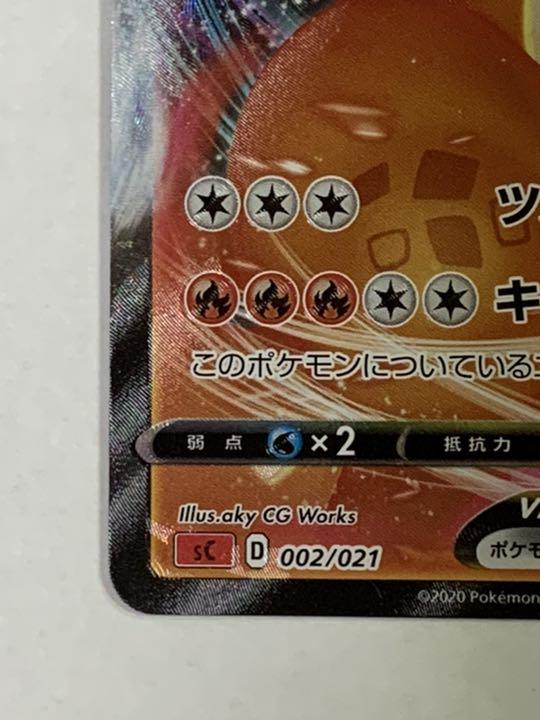 ツ
キ
このポケモンについている
弱点 ×2 抵抗力
Illus.aky CG Works
sC D 002/021
ポケモ
©2020 Pokémon